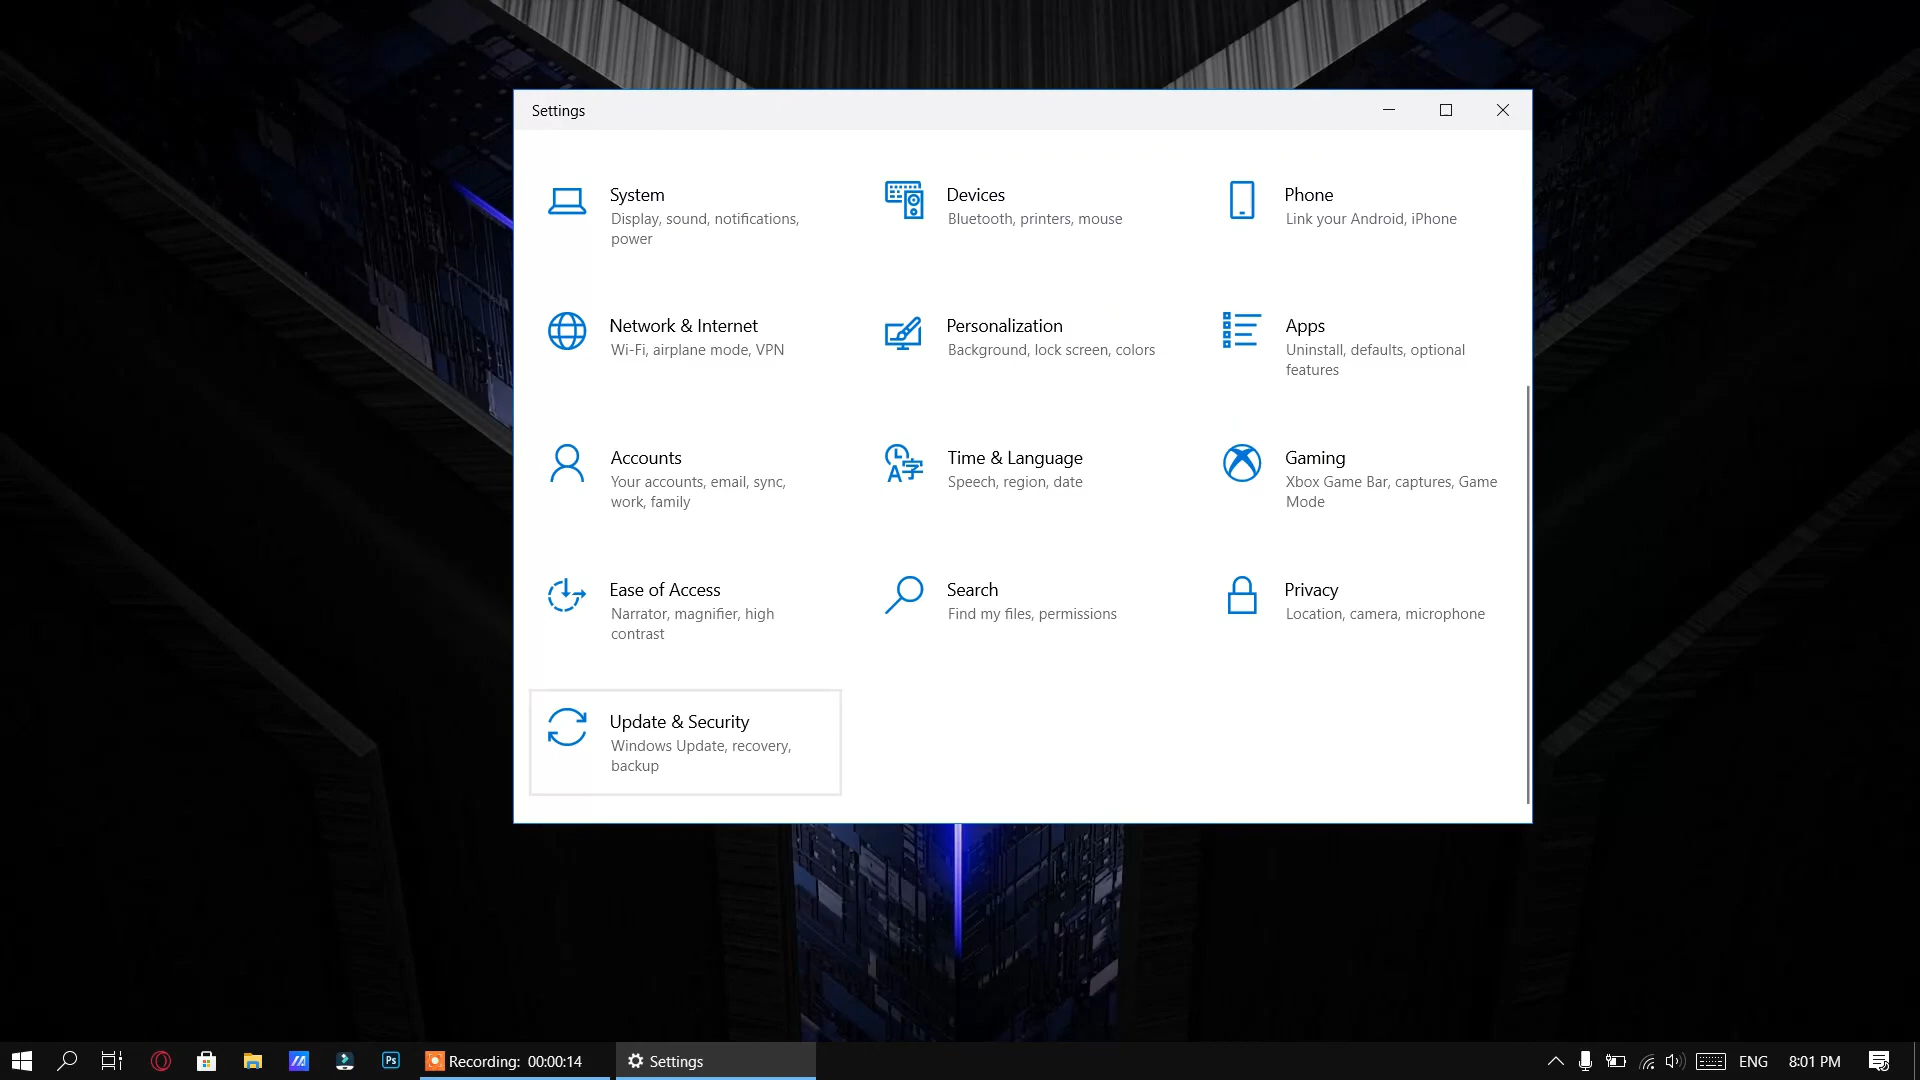 Settings
System
Display, sound, notifications,
power
Devices
Bluetooth, printers, mouse
Phone
Link your Android, iPhone
Network & Internet
Wi-Fi, airplane mode, VPN
Personalization
Background, lock screen, colors
Apps
Uninstall, defaults, optional
features
Accounts
Your accounts, email, sync,
work, family
Time & Language
Speech, region, date
Gaming
Xbox Game Bar, captures, Game
Mode
Ease of Access
Narrator, magnifier, high
contrast
Search
Find my files, permissions
Privacy
Location, camera, microphone
Update & Security
Windows Update, recovery,
backup
Ps
Recording: 00:00:14
Settings
ENG
8:01 PM